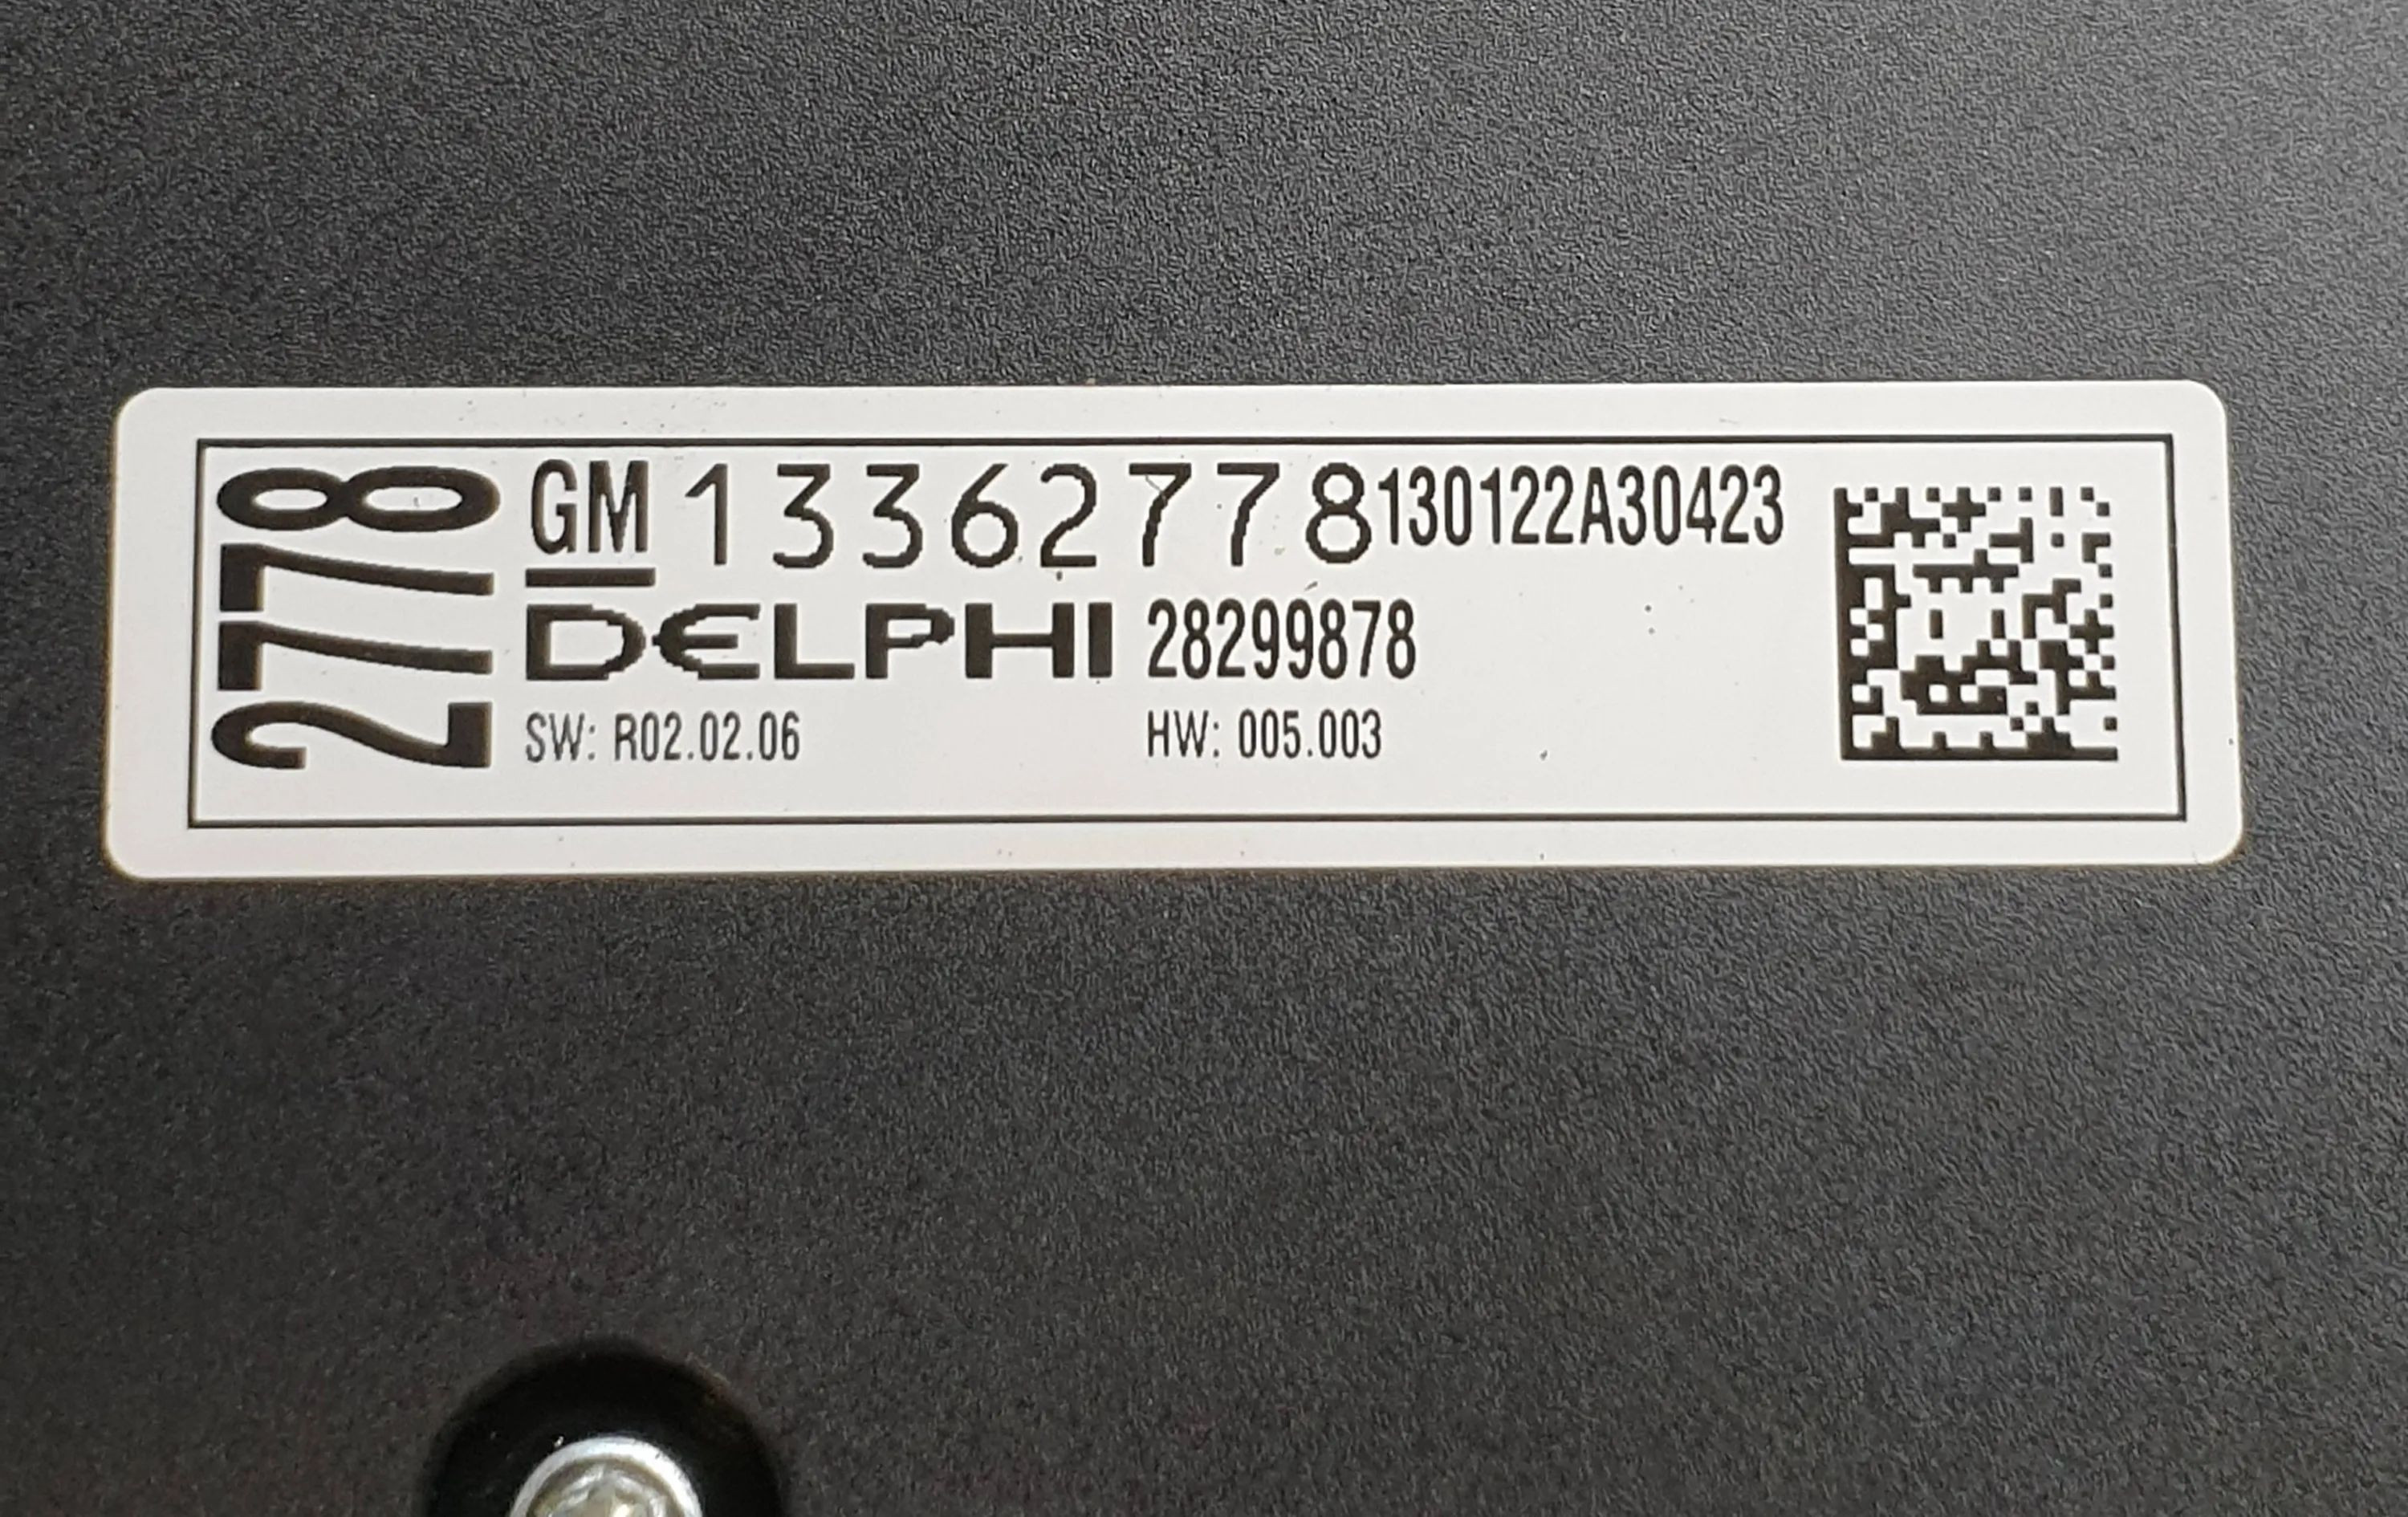 2778
GM 13362778 130122A30423
DELPHI 28299878
SW: R02.02.06 HW: 005.003